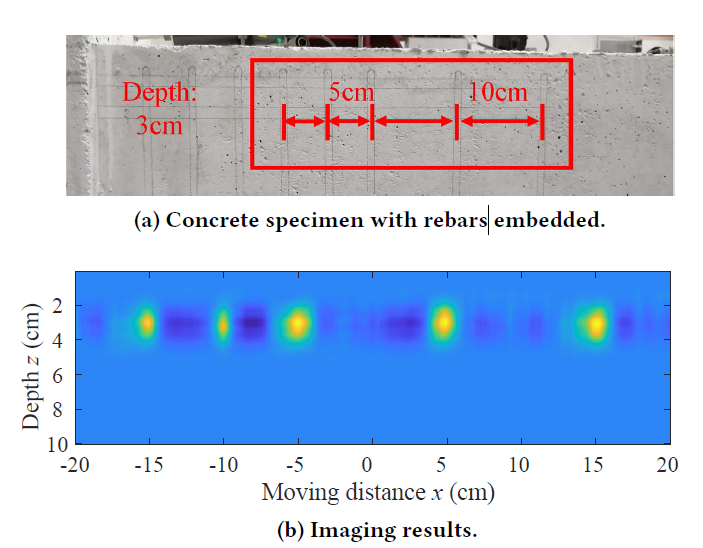 Depth:
3cm
5cm
10cm
(a) Concrete specimen with rebars embedded.
2
4
6
8
10
Depth z (cm)
-20 -15 -10 -5 0 5 10 15 20
Moving distance x (cm)
(b) Imaging results.